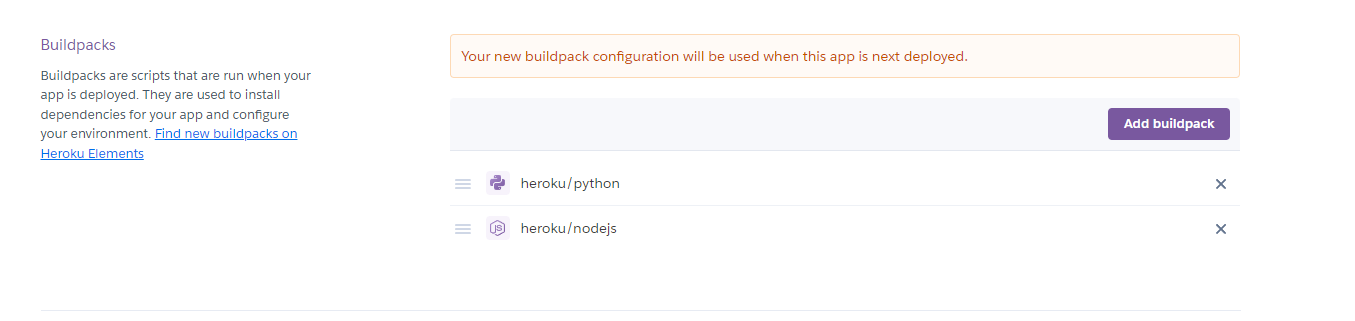 Buildpacks
Buildpacks are scripts that are run when your
app is deployed. They are used to install
dependencies for your app and configure
your environment. Find new buildpacks on
Heroku Elements
Your new buildpack configuration will be used when this app is next deployed.
Add buildpack
heroku/python
heroku/nodejs